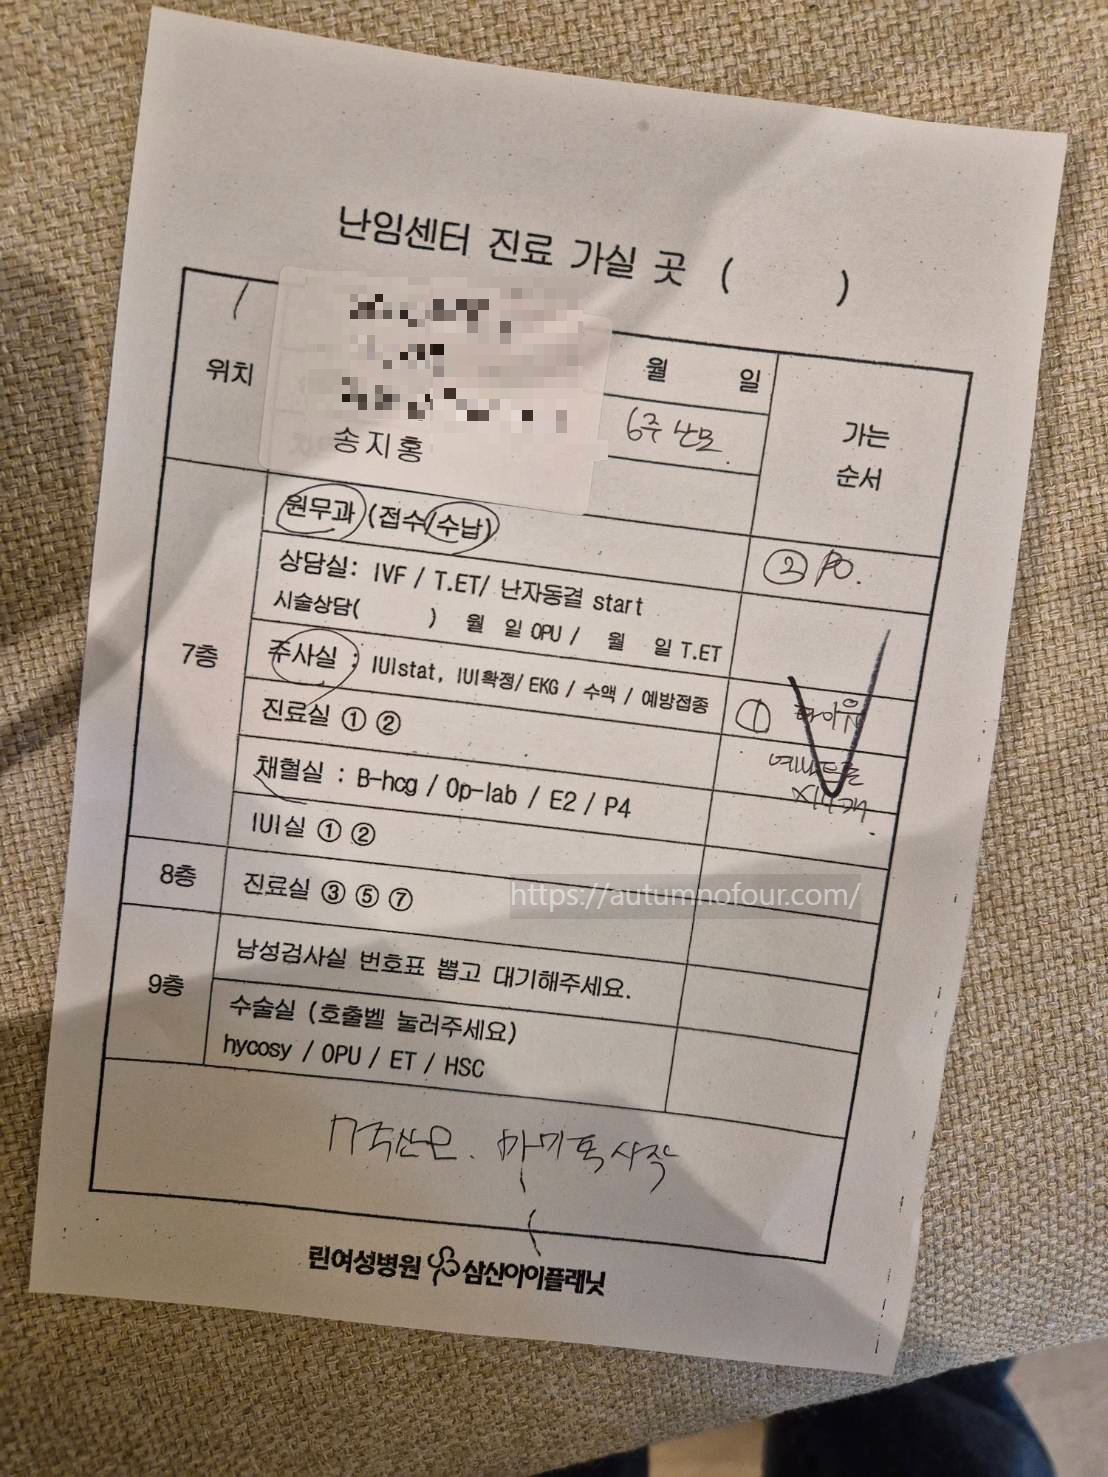 난임센터 진료 가실 곳 (          )
위치
송지홍
월 일
6주 난모
가는
순서
7층
원무과 (접수/수납)
② PO.
상담실: IVF / T.ET/ 난자동결 start
시술상담(          ) 월 일 OPU / 월 일 T.ET
주사실 : IUIstat, IUI확정/ EKG / 수액 / 예방접종
①
진료실 ① ②
채혈실 : B-hcg / Op-lab / E2 / P4
IUI실 ① ②
8층
진료실 ③ ⑤ ⑦
https://autumnofour.com/
9층
남성검사실 번호표 뽑고 대기해주세요.
수술실 (호출벨 눌러주세요)
hycosy / OPU / ET / HSC
린여성병원 삼신아이플래닛